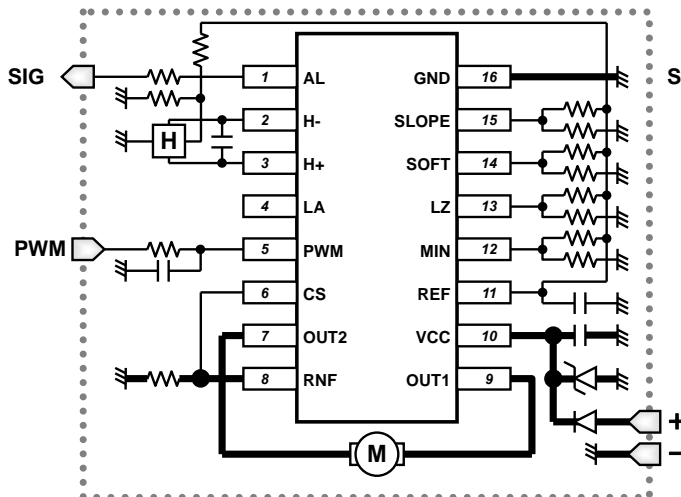 SIG
1 AL
GND 16
S
2 H-
SLOPE 15
H
3 H+
SOFT 14
4 LA
LZ 13
PWM
5 PWM
MIN 12
6 CS
REF 11
7 OUT2
VCC 10
8 RNF
OUT1 9
+
M
−